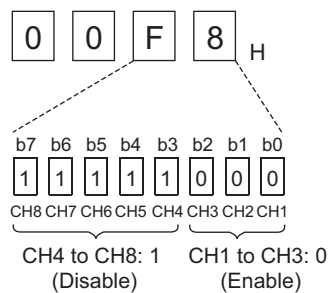 0 0 F 8 H
b7 b6 b5 b4 b3 b2 b1 b0
1 1 1 1 1 0 0 0
CH8 CH7 CH6 CH5 CH4 CH3 CH2 CH1
CH4 to CH8: 1 CH1 to CH3: 0
(Disable) (Enable)